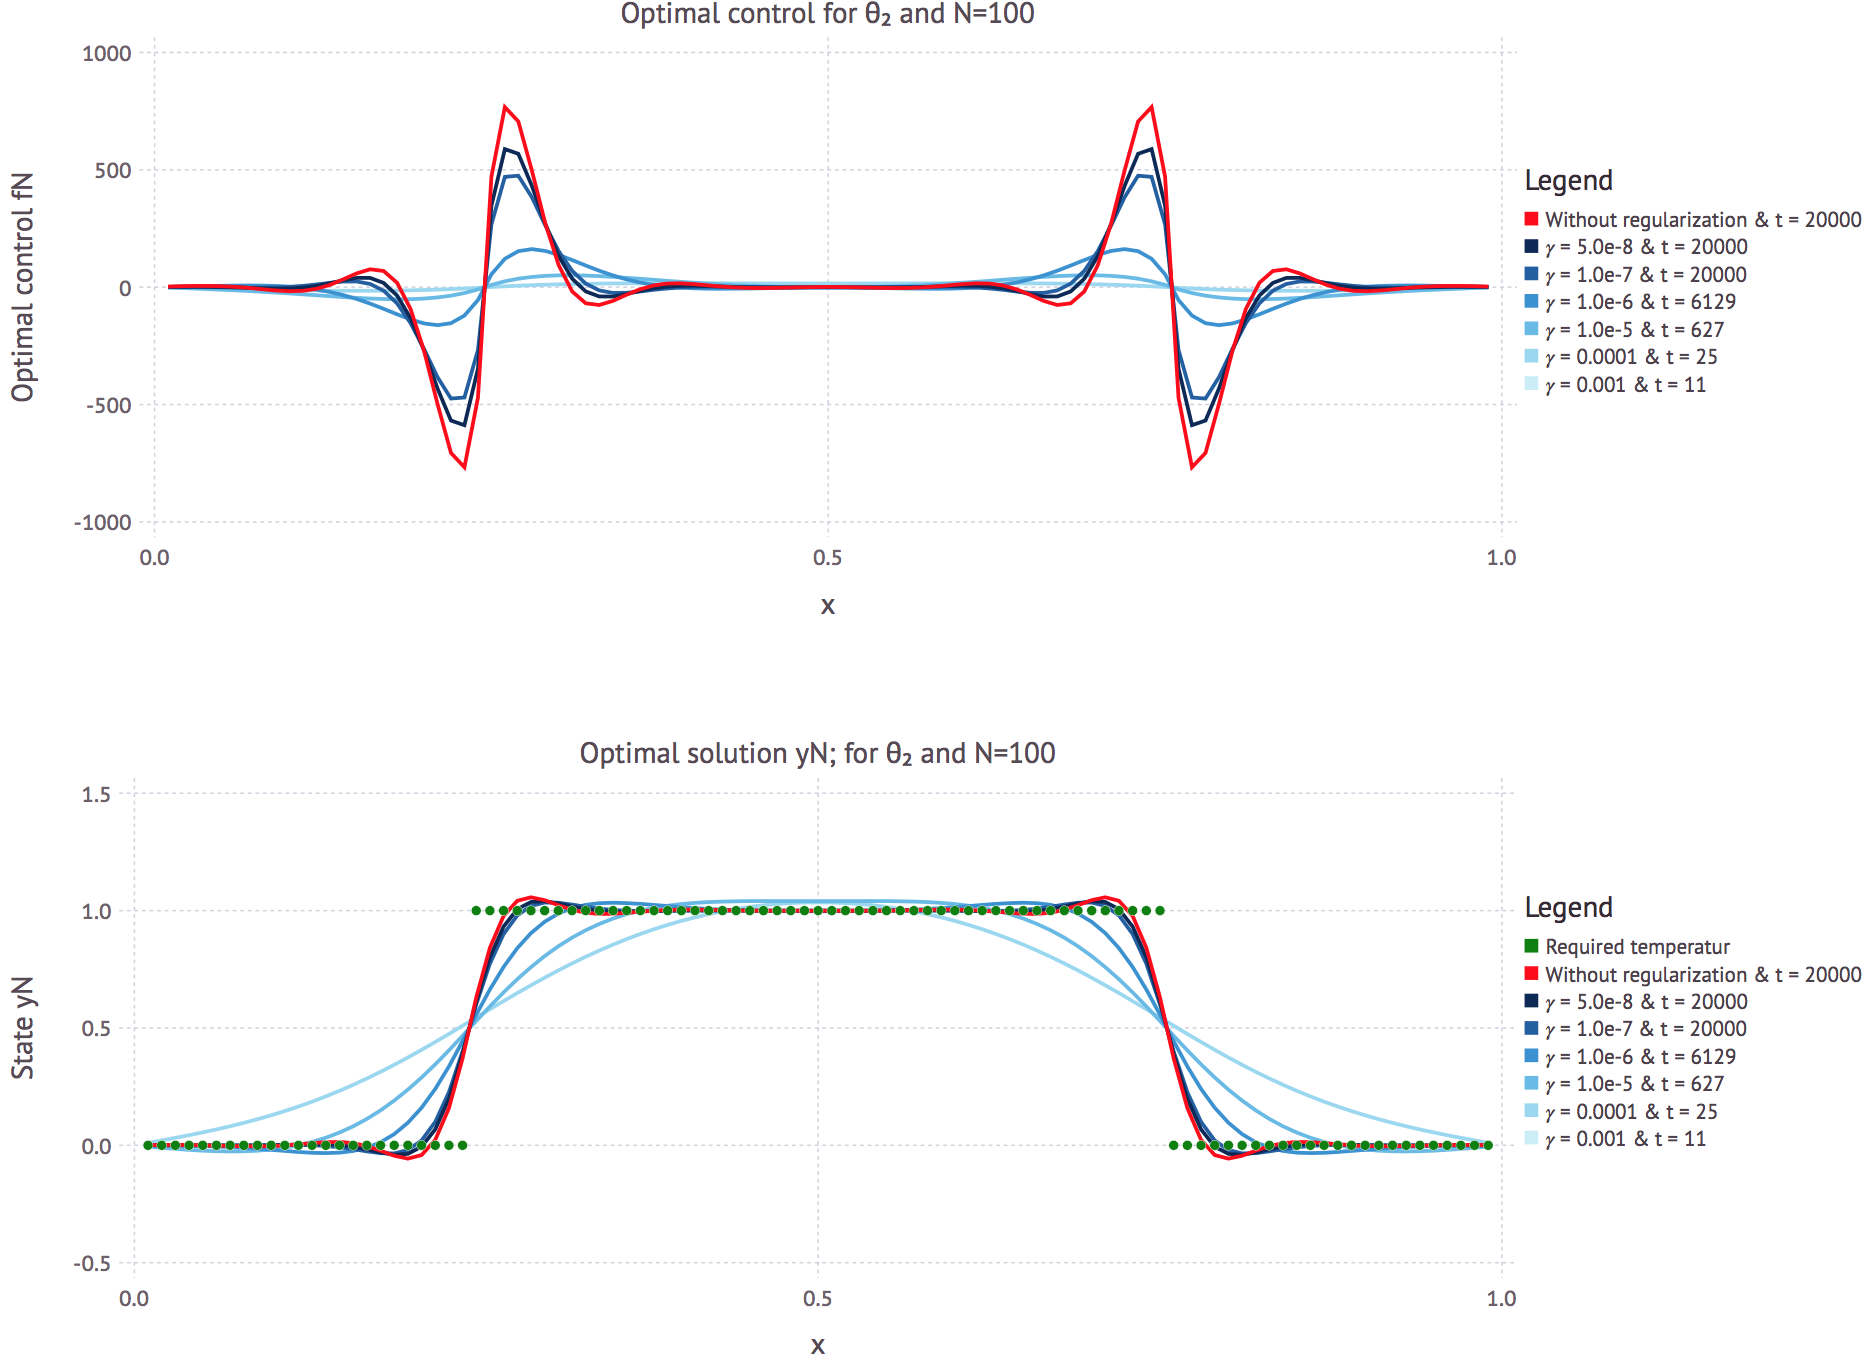 Optimal control for θ₂ and N=100
Optimal control fN
1000
500
0
-500
-1000
0.0
0.5
1.0
x
Legend
Without regularization & t = 20000
γ = 5.0e-8 & t = 20000
γ = 1.0e-7 & t = 20000
γ = 1.0e-6 & t = 6129
γ = 1.0e-5 & t = 627
γ = 0.0001 & t = 25
γ = 0.001 & t = 11
Optimal solution yN; for θ₂ and N=100
State yN
1.5
1.0
0.5
0.0
-0.5
0.0
0.5
1.0
x
Legend
Required temperatur
Without regularization & t = 20000
γ = 5.0e-8 & t = 20000
γ = 1.0e-7 & t = 20000
γ = 1.0e-6 & t = 6129
γ = 1.0e-5 & t = 627
γ = 0.0001 & t = 25
γ = 0.001 & t = 11